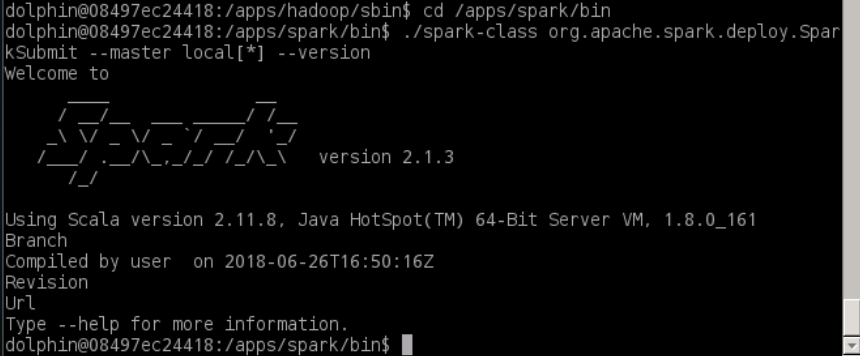 dolphin@08497ec24418:/apps/hadoop/sbin$ cd /apps/spark/bin
dolphin@08497ec24418:/apps/spark/bin$ ./spark-class org.apache.spark.deploy.Spar
kSubmit --master local[*] --version
Welcome to
      ____              __
     / __/__  ___ _____/ /__
    _\ \/ _ \/ _ `/ __/  '_/
   /___/ .__/\_,_/_/ /_/\_\   version 2.1.3
      /_/
Using Scala version 2.11.8, Java HotSpot(TM) 64-Bit Server VM, 1.8.0_161
Branch
Compiled by user  on 2018-06-26T16:50:16Z
Revision
Url
Type --help for more information.
dolphin@08497ec24418:/apps/spark/bin$